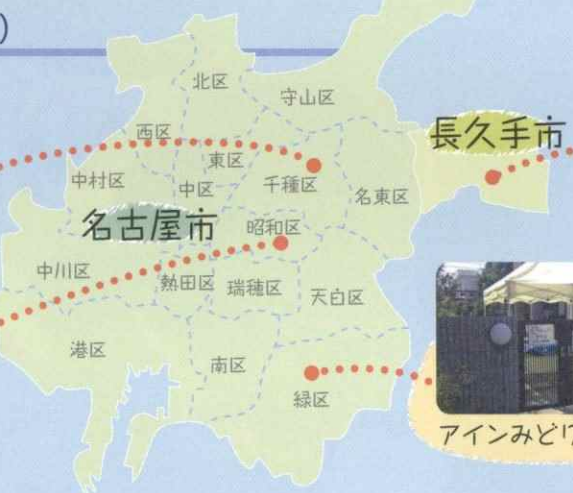 )
北区
守山区
西区
長久手市
東区
中村区
中区
千種区
名東区
名古屋市
昭和区
中川区
熱田区
瑞穂区
天白区
港区
南区
緑区
アインみどり